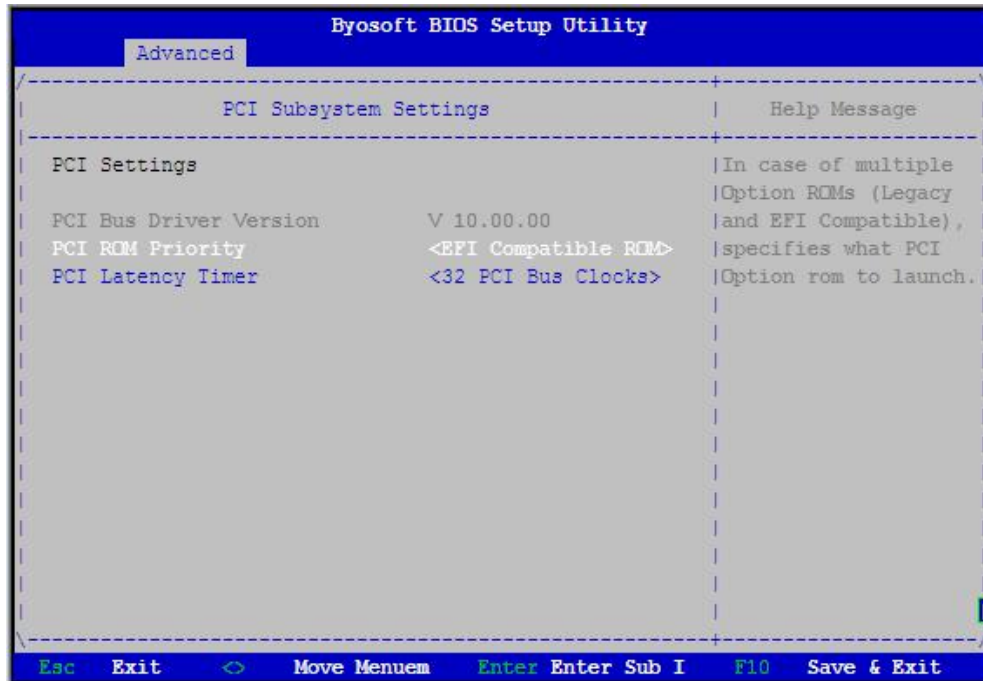 Byosoft BIOS Setup Utility
Advanced
PCI Subsystem Settings
Help Message
PCI Settings
In case of multiple
Option ROMs (Legacy
PCI Bus Driver Version V 10.00.00
and EFI Compatible),
PCI ROM Priority <EFI Compatible ROM>
specifies what PCI
PCI Latency Timer <32 PCI Bus Clocks>
Option rom to launch.
Esc Exit <> Move Menuem Enter Enter Sub I F10 Save & Exit